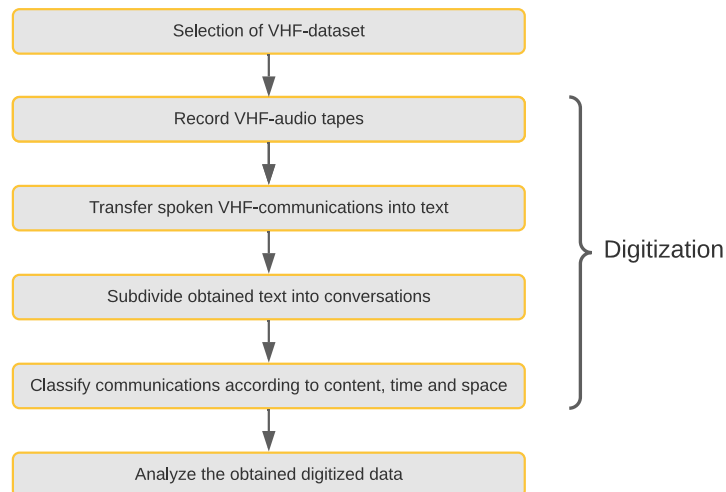 Selection of VHF-dataset
Record VHF-audio tapes
Transfer spoken VHF-communications into text
Digitization
Subdivide obtained text into conversations
Classify communications according to content, time and space
Analyze the obtained digitized data